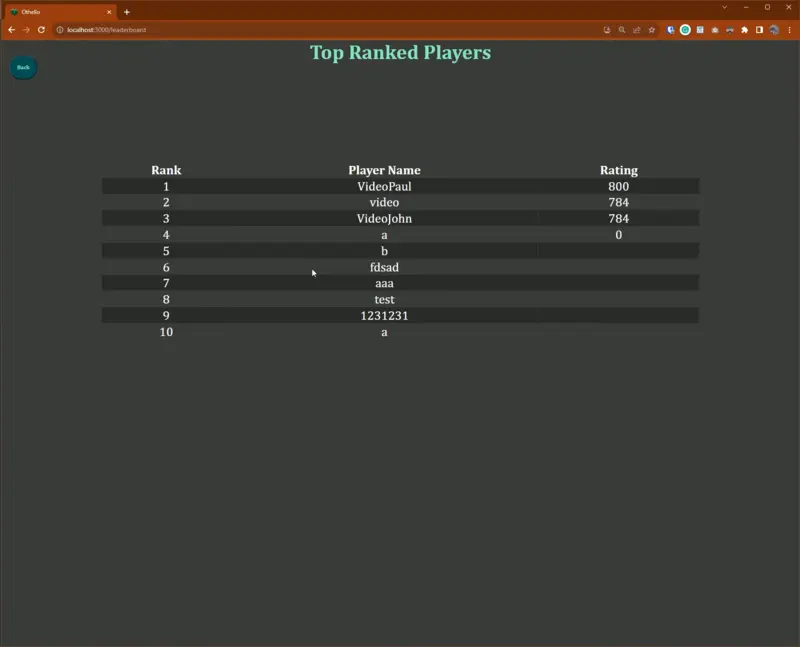 Othello
localhost:3000/leaderboard
Top Ranked Players
Back
Rank Player Name Rating
1 VideoPaul 800
2 video 784
3 VideoJohn 784
4 a 0
5 b
6 fdsad
7 aaa
8 test
9 1231231
10 a